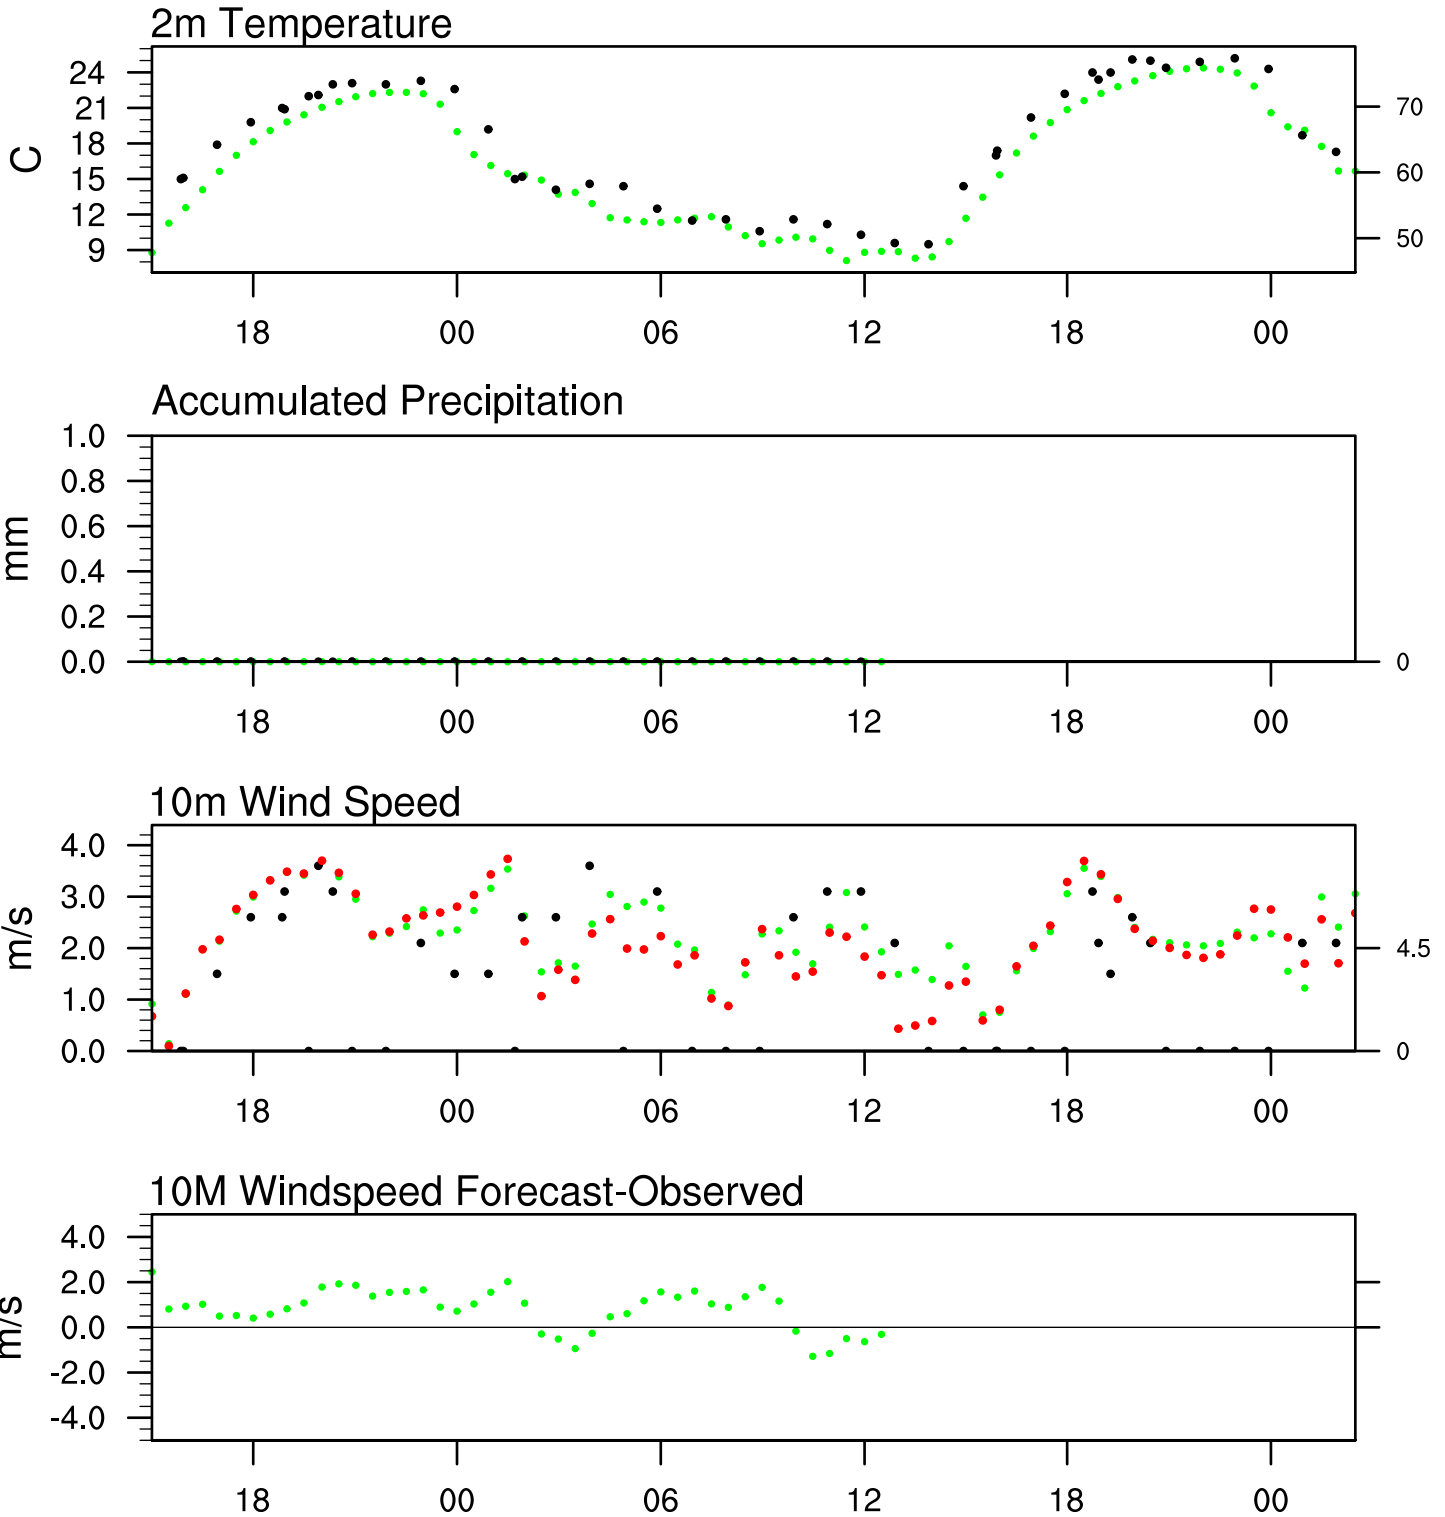 2m Temperature
24
21
18
15
12
9
C
70
60
50
18 00 06 12 18 00
Accumulated Precipitation
1.0
0.8
0.6
0.4
0.2
0.0
mm
0
18 00 06 12 18 00
10m Wind Speed
4.0
3.0
2.0
1.0
0.0
m/s
4.5
0
18 00 06 12 18 00
10M Windspeed Forecast-Observed
4.0
2.0
0.0
-2.0
-4.0
m/s
18 00 06 12 18 00